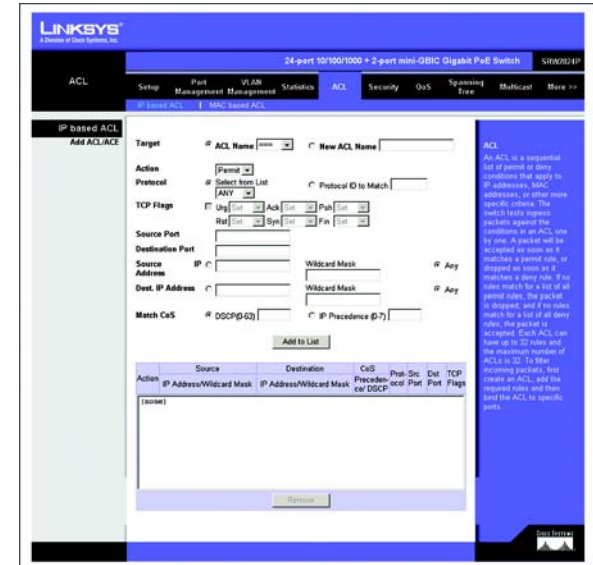 LINKSYS®
A Division of Cisco Systems, Inc.
24-port 10/100/1000 + 2-port mini-GBIC Gigabit PoE Switch
SRW2024P
ACL
Setup
Port Management
VLAN Management
Statistics
ACL
Security
QoS
Spanning Tree
Multicast
More >>
IP based ACL | MAC based ACL
IP based ACL
Add ACL/ACE
Target
ACL Name
New ACL Name
Action
Permit
Protocol
Select from List
ANY
Protocol ID to Match
TCP Flags
Urg Set Ack Set Psh Set
Rst Set Syn Set Fin Set
Source Port
Destination Port
Source IP Address
Wildcard Mask
Any
Dest. IP Address
Wildcard Mask
Any
Match CoS
DSCP(0-63)
IP Precedence (0-7)
Add to List
Action
Source
IP Address/Wildcard Mask
Destination
IP Address/Wildcard Mask
CoS
Preceden-
ce/ DSCP
Prot-
ocol
Src
Port
Dst
Port
TCP
Flags
(none)
Remove
ACL
An ACL is a sequential
list of permit or deny
conditions that apply to
IP addresses, MAC
addresses, or other more
specific criteria. The
switch tests ingress
packets against the
conditions in an ACL one
by one. A packet will be
accepted as soon as it
matches a permit rule, or
dropped as soon as it
matches a deny rule. If no
rules match for a list of all
permit rules, the packet
is dropped; and if no rules
match for a list of all deny
rules, the packet is
accepted. Each ACL can
have up to 32 rules and
the maximum number of
ACLs is 32. To filter
incoming packets, first
create an ACL, add the
required rules and then
bind the ACL to specific
ports.
CISCO SYSTEMS